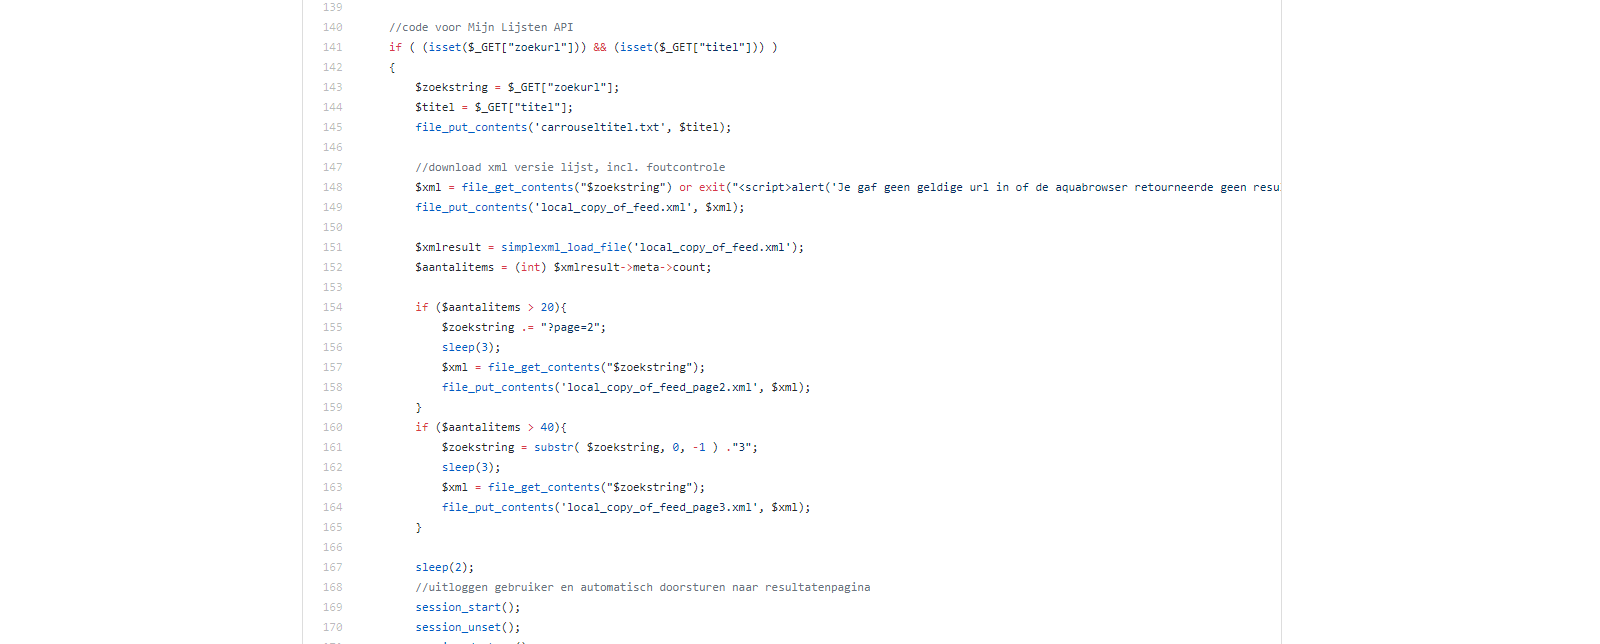 139
140 //code voor Mijn Lijsten API
141 if ( (isset($_GET["zoekurl"])) && (isset($_GET["titel"])) )
142 {
143 $zoekstring = $_GET["zoekurl"];
144 $titel = $_GET["titel"];
145 file_put_contents('carrouseltitel.txt', $titel);
146
147 //download xml versie lijst, incl. foutcontrole
148 $xml = file_get_contents("$zoekstring") or exit("<script>alert('Je gaf geen geldige url in of de aquabrowser retourneerde geen resu
149 file_put_contents('local_copy_of_feed.xml', $xml);
150
151 $xmlresult = simplexml_load_file('local_copy_of_feed.xml');
152 $aantalitems = (int) $xmlresult->meta->count;
153
154 if ($aantalitems > 20){
155 $zoekstring .= "?page=2";
156 sleep(3);
157 $xml = file_get_contents("$zoekstring");
158 file_put_contents('local_copy_of_feed_page2.xml', $xml);
159 }
160 if ($aantalitems > 40){
161 $zoekstring = substr( $zoekstring, 0, -1 ) ."3";
162 sleep(3);
163 $xml = file_get_contents("$zoekstring");
164 file_put_contents('local_copy_of_feed_page3.xml', $xml);
165 }
166
167 sleep(2);
168 //uitloggen gebruiker en automatisch doorsturen naar resultatenpagina
169 session_start();
170 session_unset();